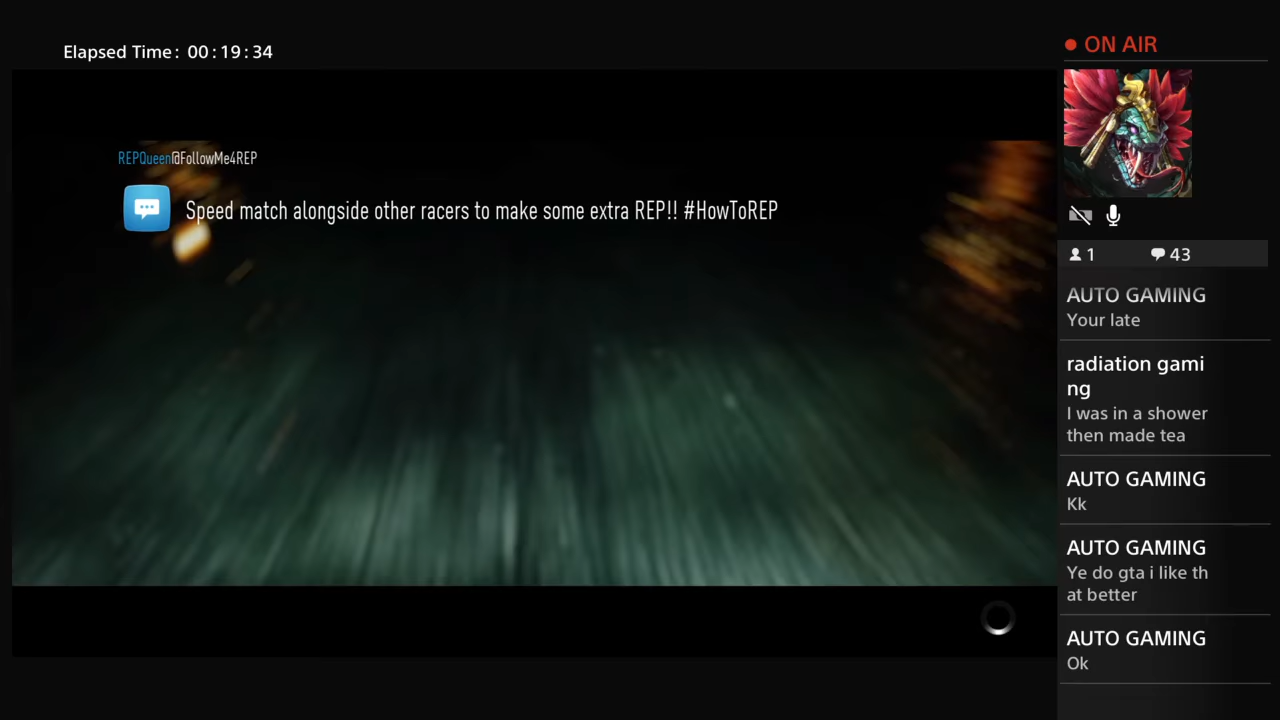 Elapsed Time: 00:19:34
ON AIR
REPQueen@FollowMe4REP
Speed match alongside other racers to make some extra REP!! #HowToREP
1 43
AUTO GAMING
Your late
radiation gami
ng
I was in a shower
then made tea
AUTO GAMING
Kk
AUTO GAMING
Ye do gta i like th
at better
AUTO GAMING
Ok